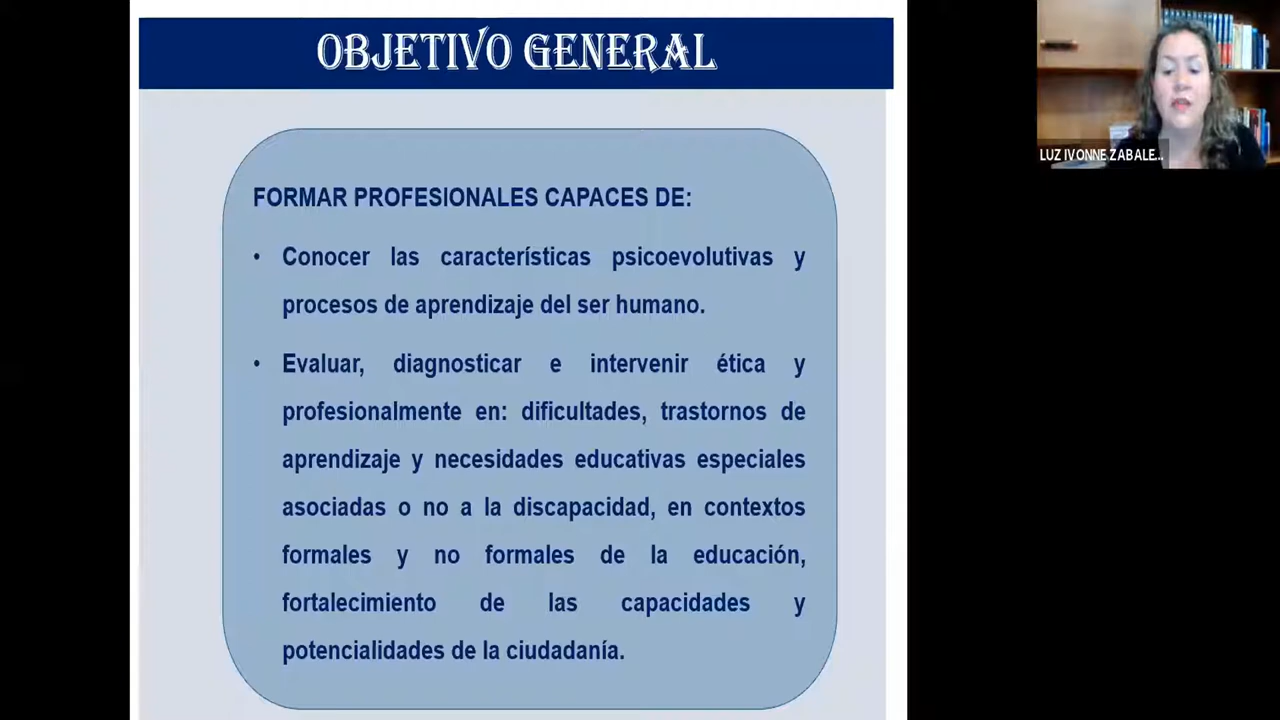 OBJETIVO GENERAL
FORMAR PROFESIONALES CAPACES DE:
• Conocer las características psicoevolutivas y
procesos de aprendizaje del ser humano.
• Evaluar, diagnosticar e intervenir ética y
profesionalmente en: dificultades, trastornos de
aprendizaje y necesidades educativas especiales
asociadas o no a la discapacidad, en contextos
formales y no formales de la educación,
fortalecimiento de las capacidades y
potencialidades de la ciudadanía.
LUZ IVONNE ZABALE...